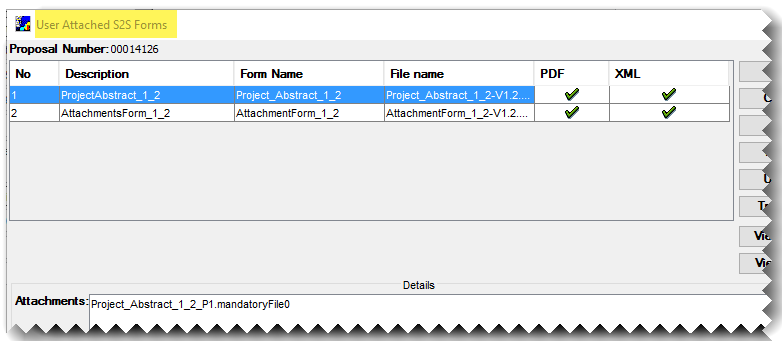 User Attached S2S Forms
Proposal Number:00014126
No Description Form Name File name PDF XML
1 ProjectAbstract_1_2 Project_Abstract_1_2 Project_Abstract_1_2-V1.2....
2 AttachmentsForm_1_2 AttachmentForm_1_2 AttachmentForm_1_2-V1.2....
Details
Attachments: Project_Abstract_1_2_P1.mandatoryFile0